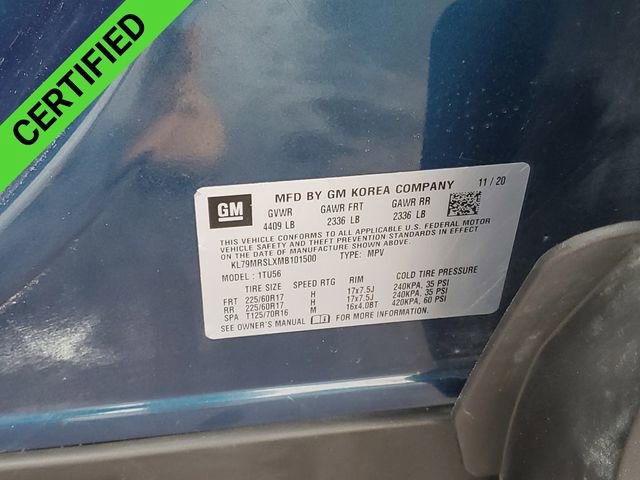 CERTIFIED
GM
MFD BY GM KOREA COMPANY 11/20
GVWR GAWR FRT GAWR RR
4409 LB 2336 LB 2336 LB
THIS VEHICLE CONFORMS TO ALL APPLICABLE U.S. FEDERAL MOTOR
VEHICLE SAFETY, BUMPER, AND THEFT PREVENTION STANDARDS
IN EFFECT ON THE DATE OF MANUFACTURE SHOWN ABOVE.
KL79MRSLXMB101500 TYPE: MPV
MODEL : 1TU56
TIRE SIZE SPEED RTG RIM COLD TIRE PRESSURE
FRT 225/60R17 H 17x7.5J 240KPA, 35 PSI
RR 225/60R17 H 17x7.5J 240KPA, 35 PSI
SPA T125/70R16 M 16x4.0BT 420KPA, 60 PSI
SEE OWNER'S MANUAL FOR ADDITIONAL INFORMATION